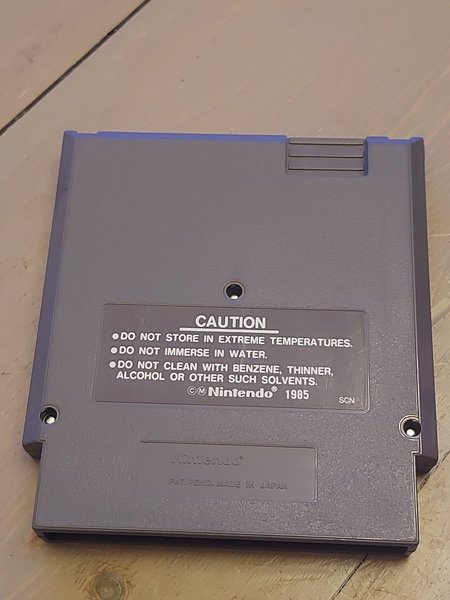 CAUTION
●DO NOT STORE IN EXTREME TEMPERATURES.
●DO NOT IMMERSE IN WATER.
●DO NOT CLEAN WITH BENZENE, THINNER,
ALCOHOL OR OTHER SUCH SOLVENTS.
©Ⓜ Nintendo® 1985 SCN
Nintendo®
PAT. PEND. MADE IN JAPAN